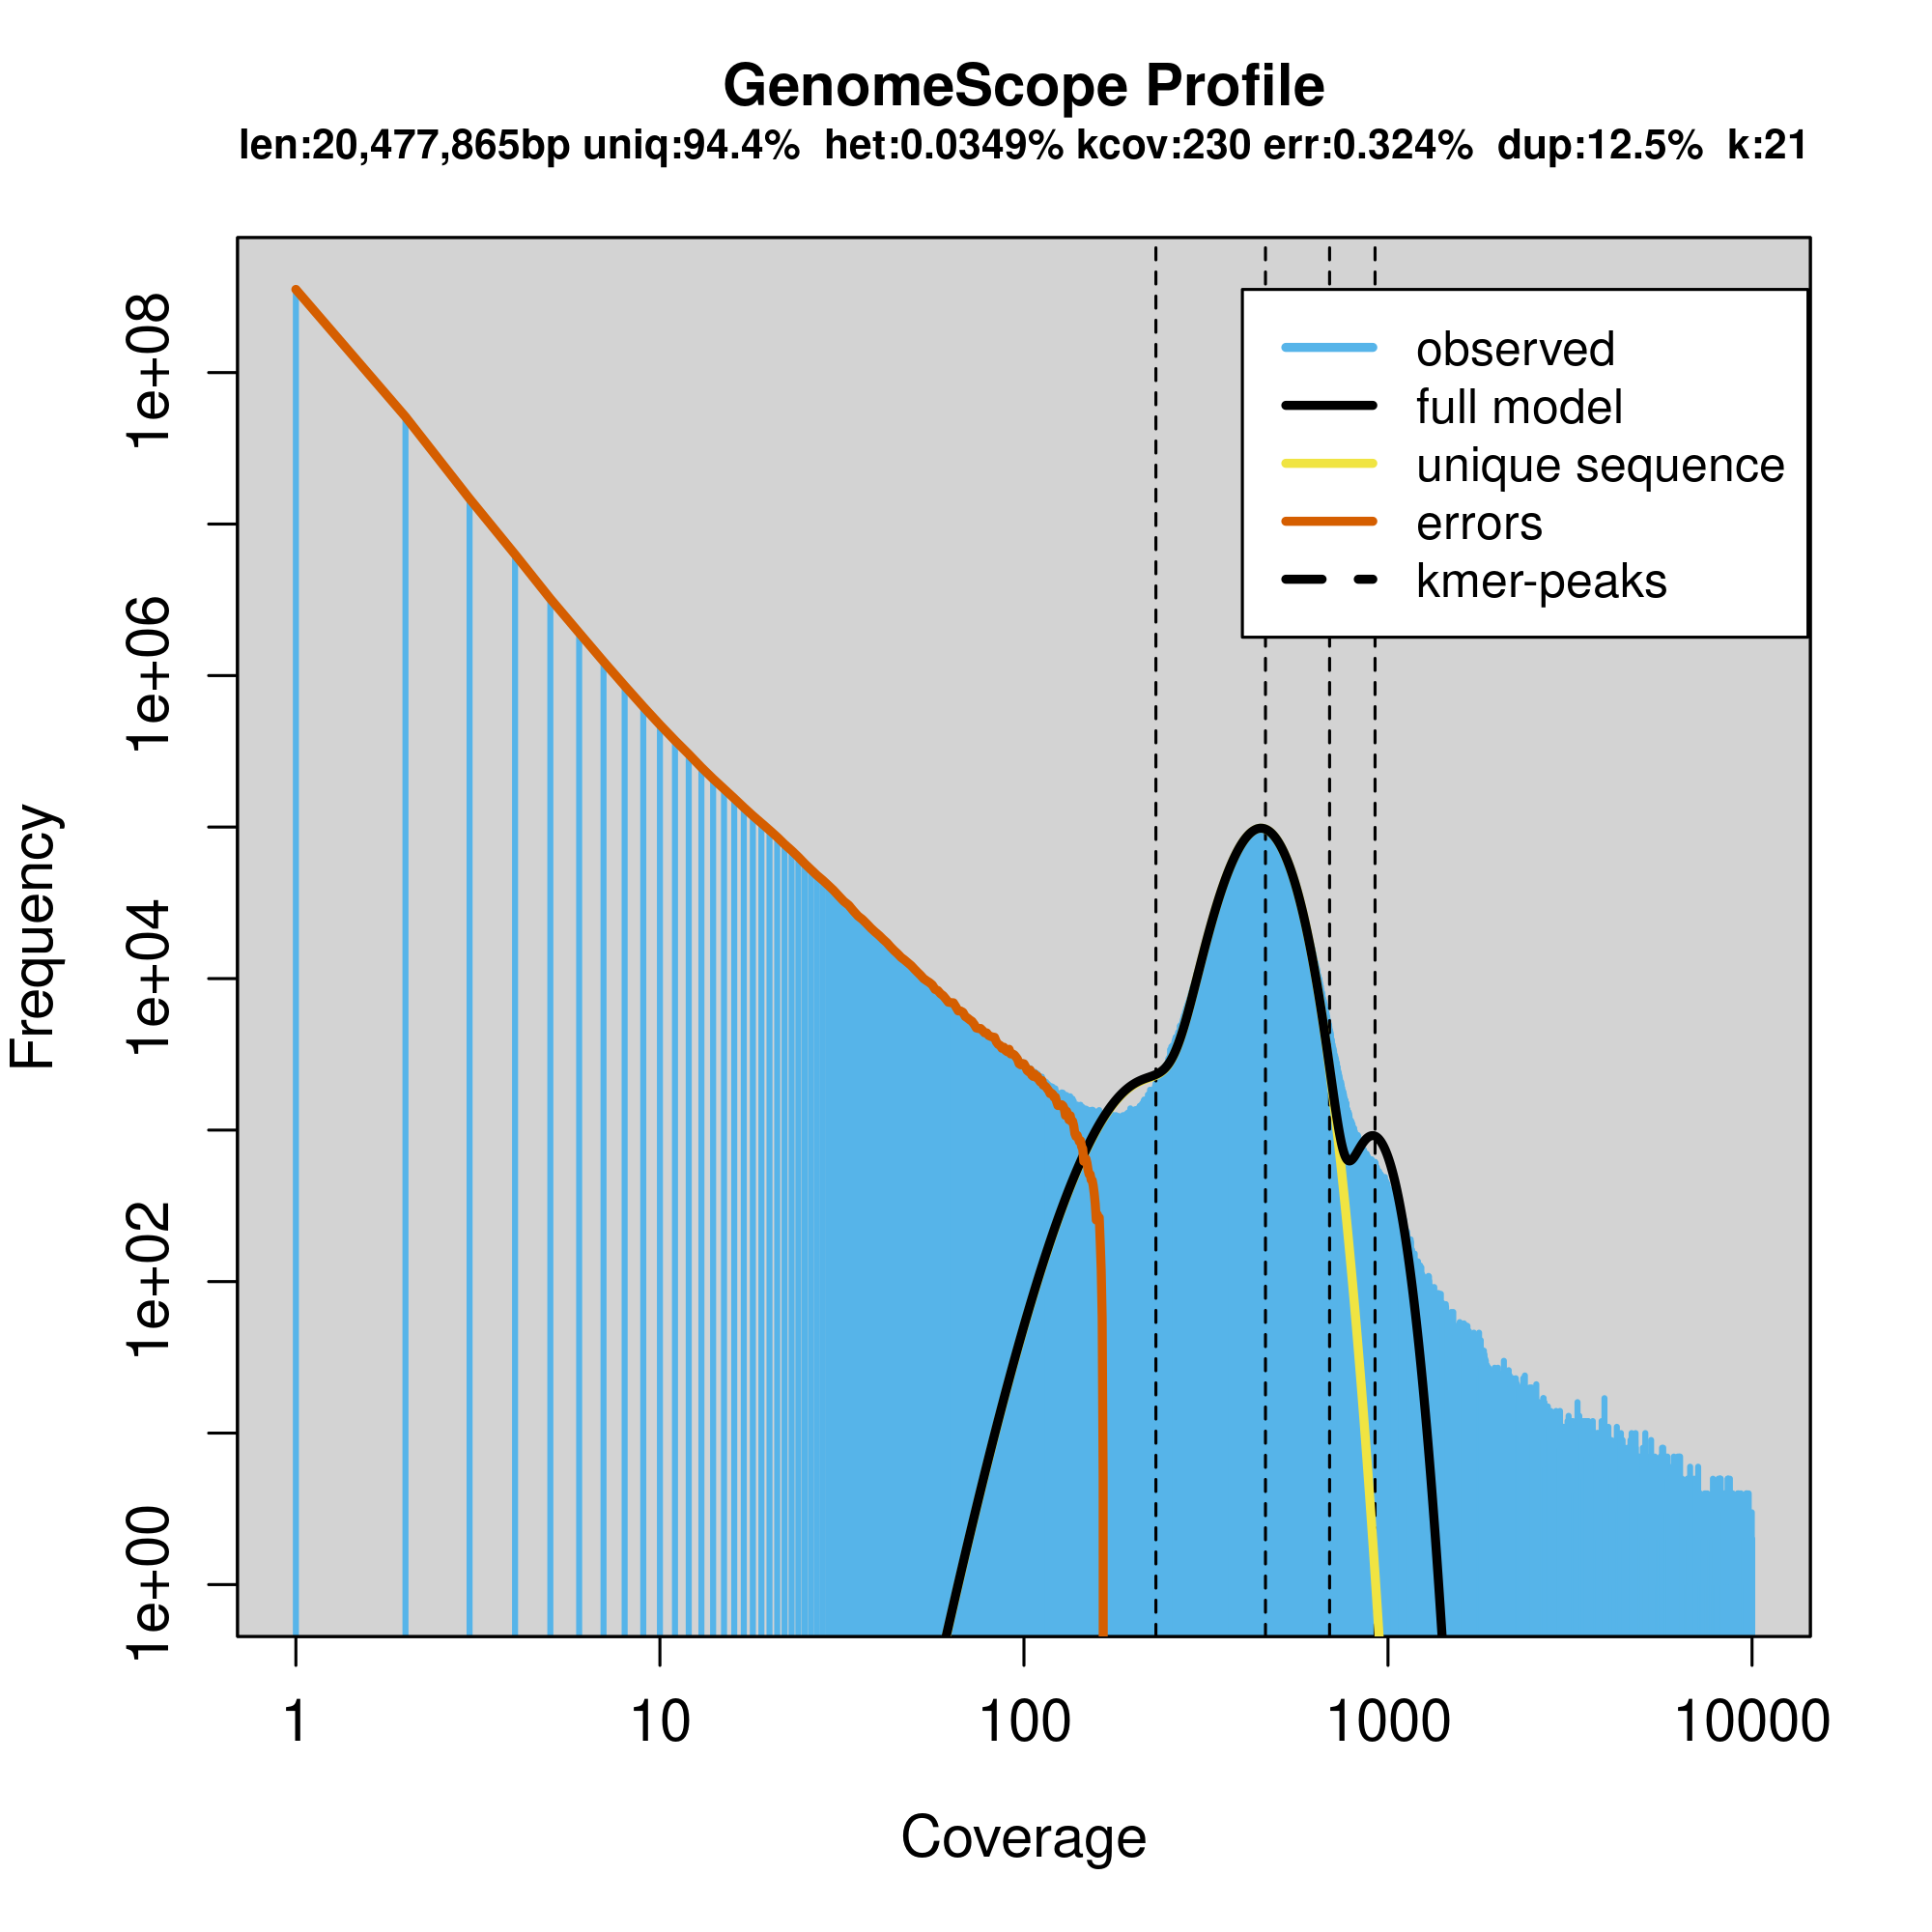 GenomeScope Profile
len:20,477,865bp uniq:94.4% het:0.0349% kcov:230 err:0.324% dup:12.5% k:21
observed
full model
unique sequence
errors
kmer-peaks
Frequency
1e+08
1e+06
1e+04
1e+02
1e+00
1 10 100 1000 10000
Coverage